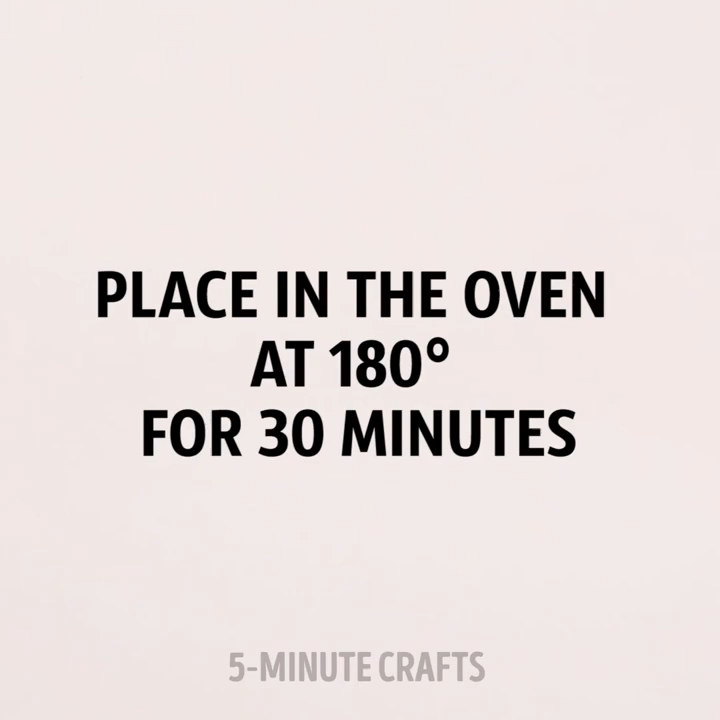 PLACE IN THE OVEN
AT 180°
FOR 30 MINUTES
5-MINUTE CRAFTS